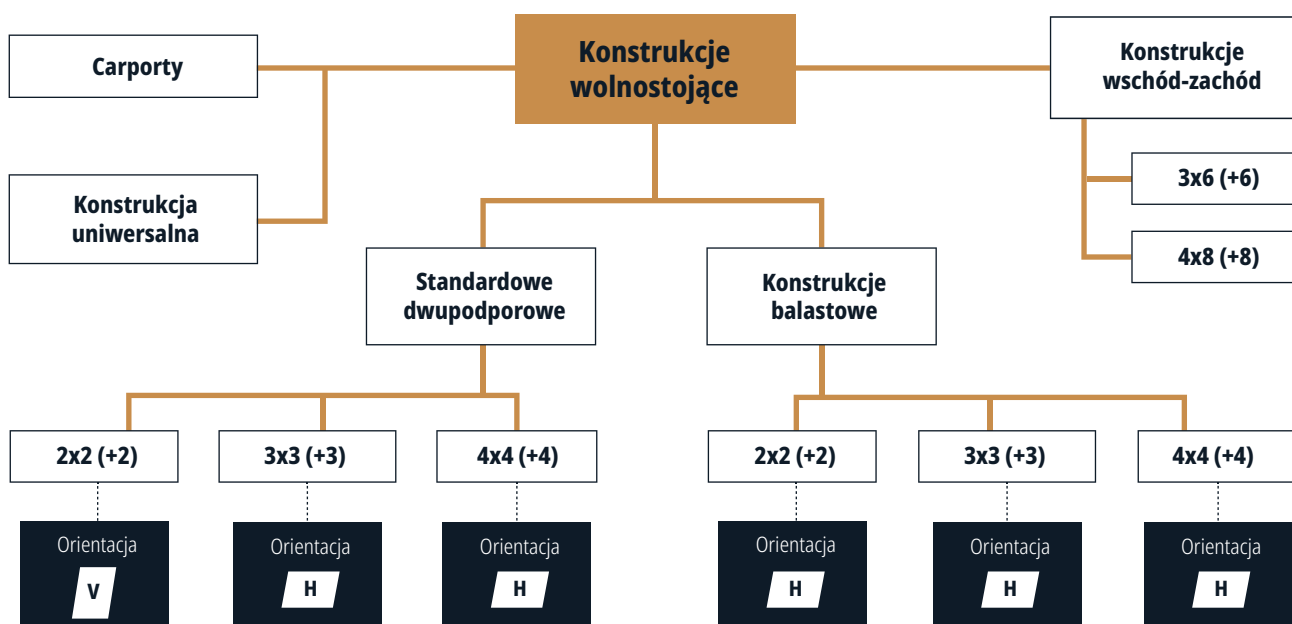 Konstrukcje
wolnostojące
Carporty
Konstrukcja
uniwersalna
Konstrukcje
wschód-zachód
3x6 (+6)
4x8 (+8)
Standardowe
dwupodporowe
Konstrukcje
balastowe
2x2 (+2)
3x3 (+3)
4x4 (+4)
2x2 (+2)
3x3 (+3)
4x4 (+4)
Orientacja
V
Orientacja
H
Orientacja
H
Orientacja
H
Orientacja
H
Orientacja
H